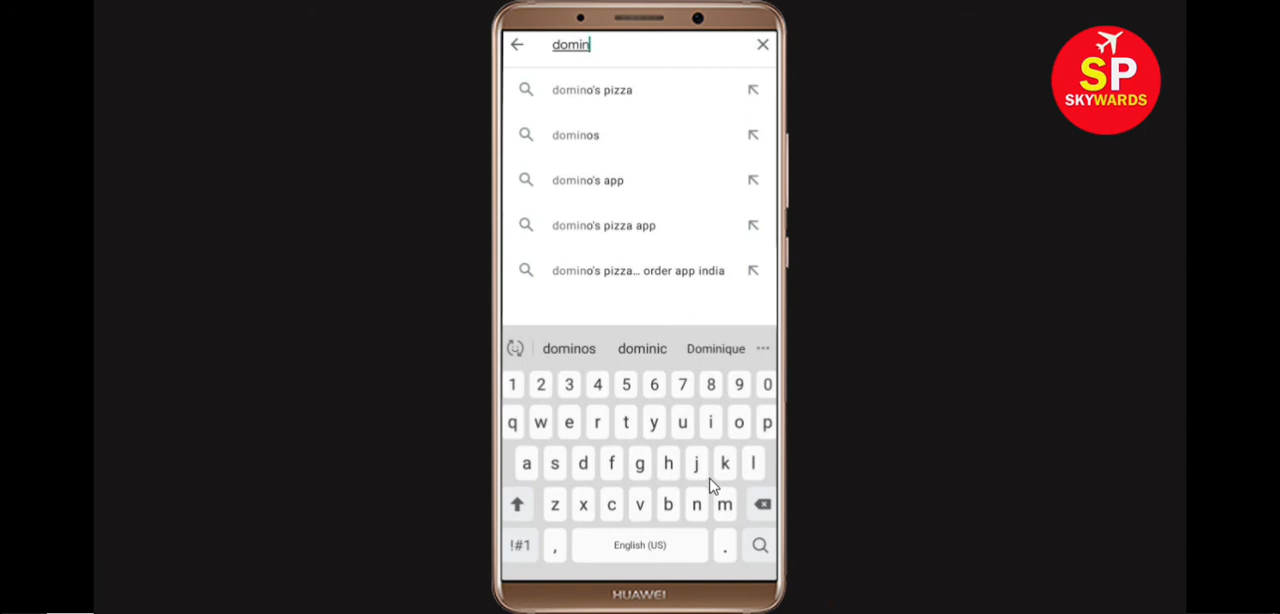 domin
SP
SKYWARDS
domino's pizza
dominos
domino's app
domino's pizza app
domino's pizza... order app india
dominos dominic Dominique ...
1 2 3 4 5 6 7 8 9 0
q w e r t y u i o p
a s d f g h j k l
z x c v b n m
!#1 , English (US) .
HUAWEI